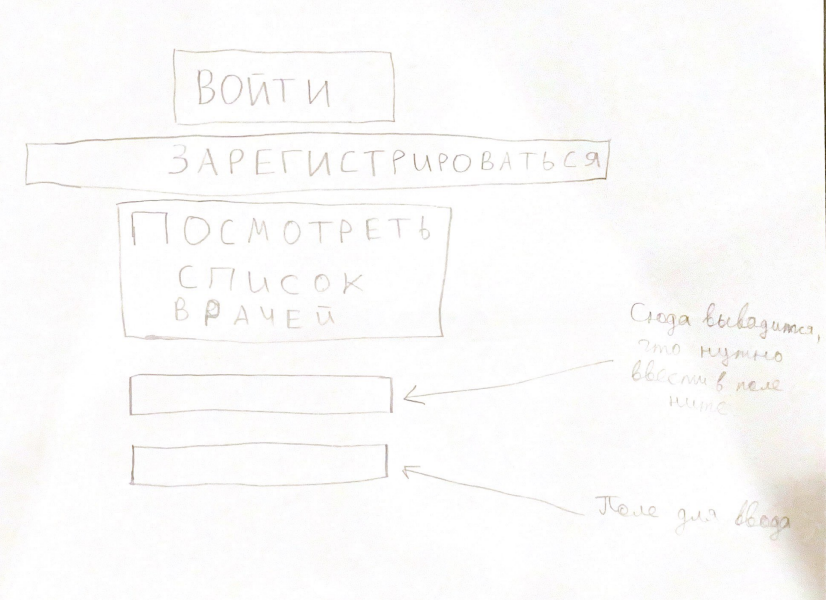 ВОЙТИ
ЗАРЕГИСТРИРОВАТЬСЯ
ПОСМОТРЕТЬ
СПИСОК
ВРАЧЕЙ
Сюда выводится,
что нужно
ввести в поле
ниже
Поле для ввода